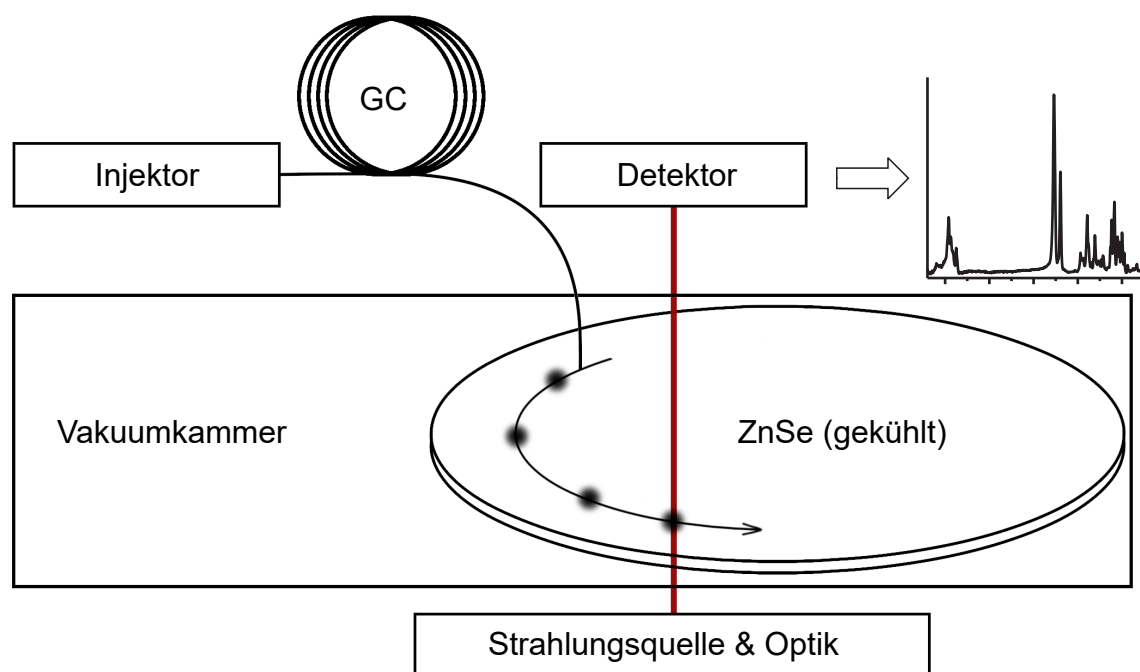 GC
Injektor
Detektor
Vakuumkammer
ZnSe (gekühlt)
Strahlungsquelle & Optik